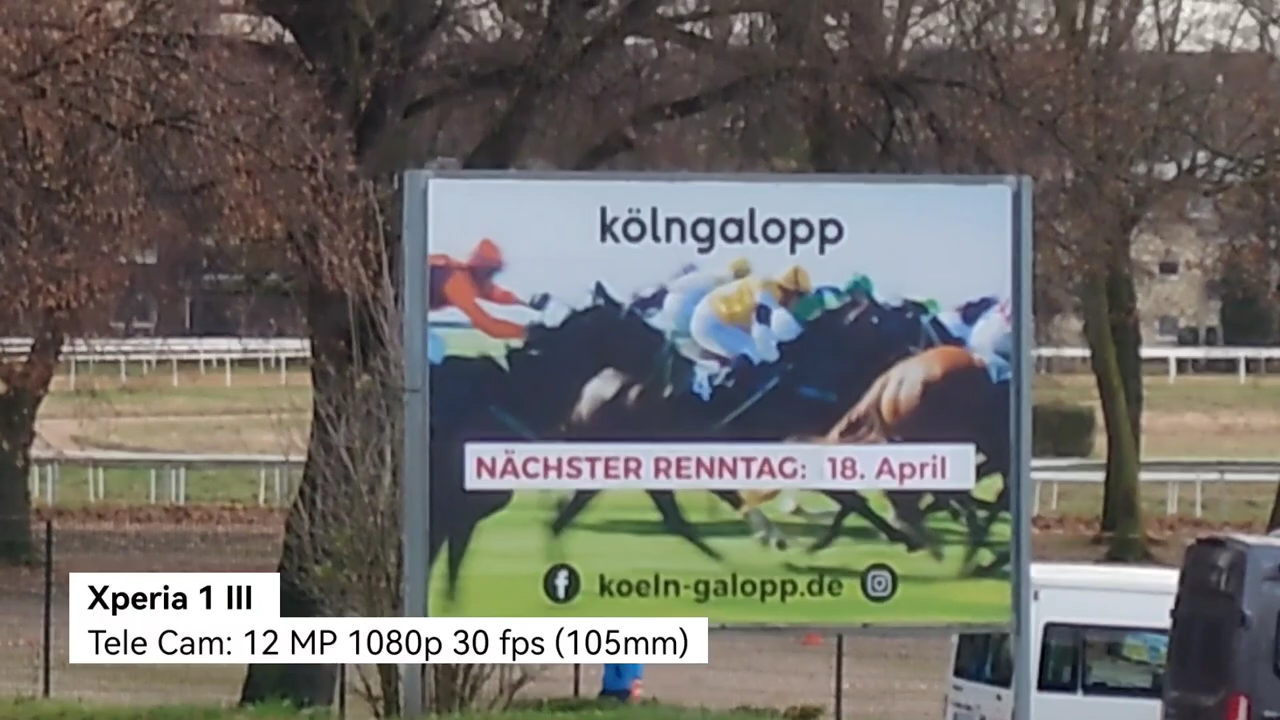 kölngalopp
NÄCHSTER RENNTAG: 18. April
koeln-galopp.de
Xperia 1 III
Tele Cam: 12 MP 1080p 30 fps (105mm)